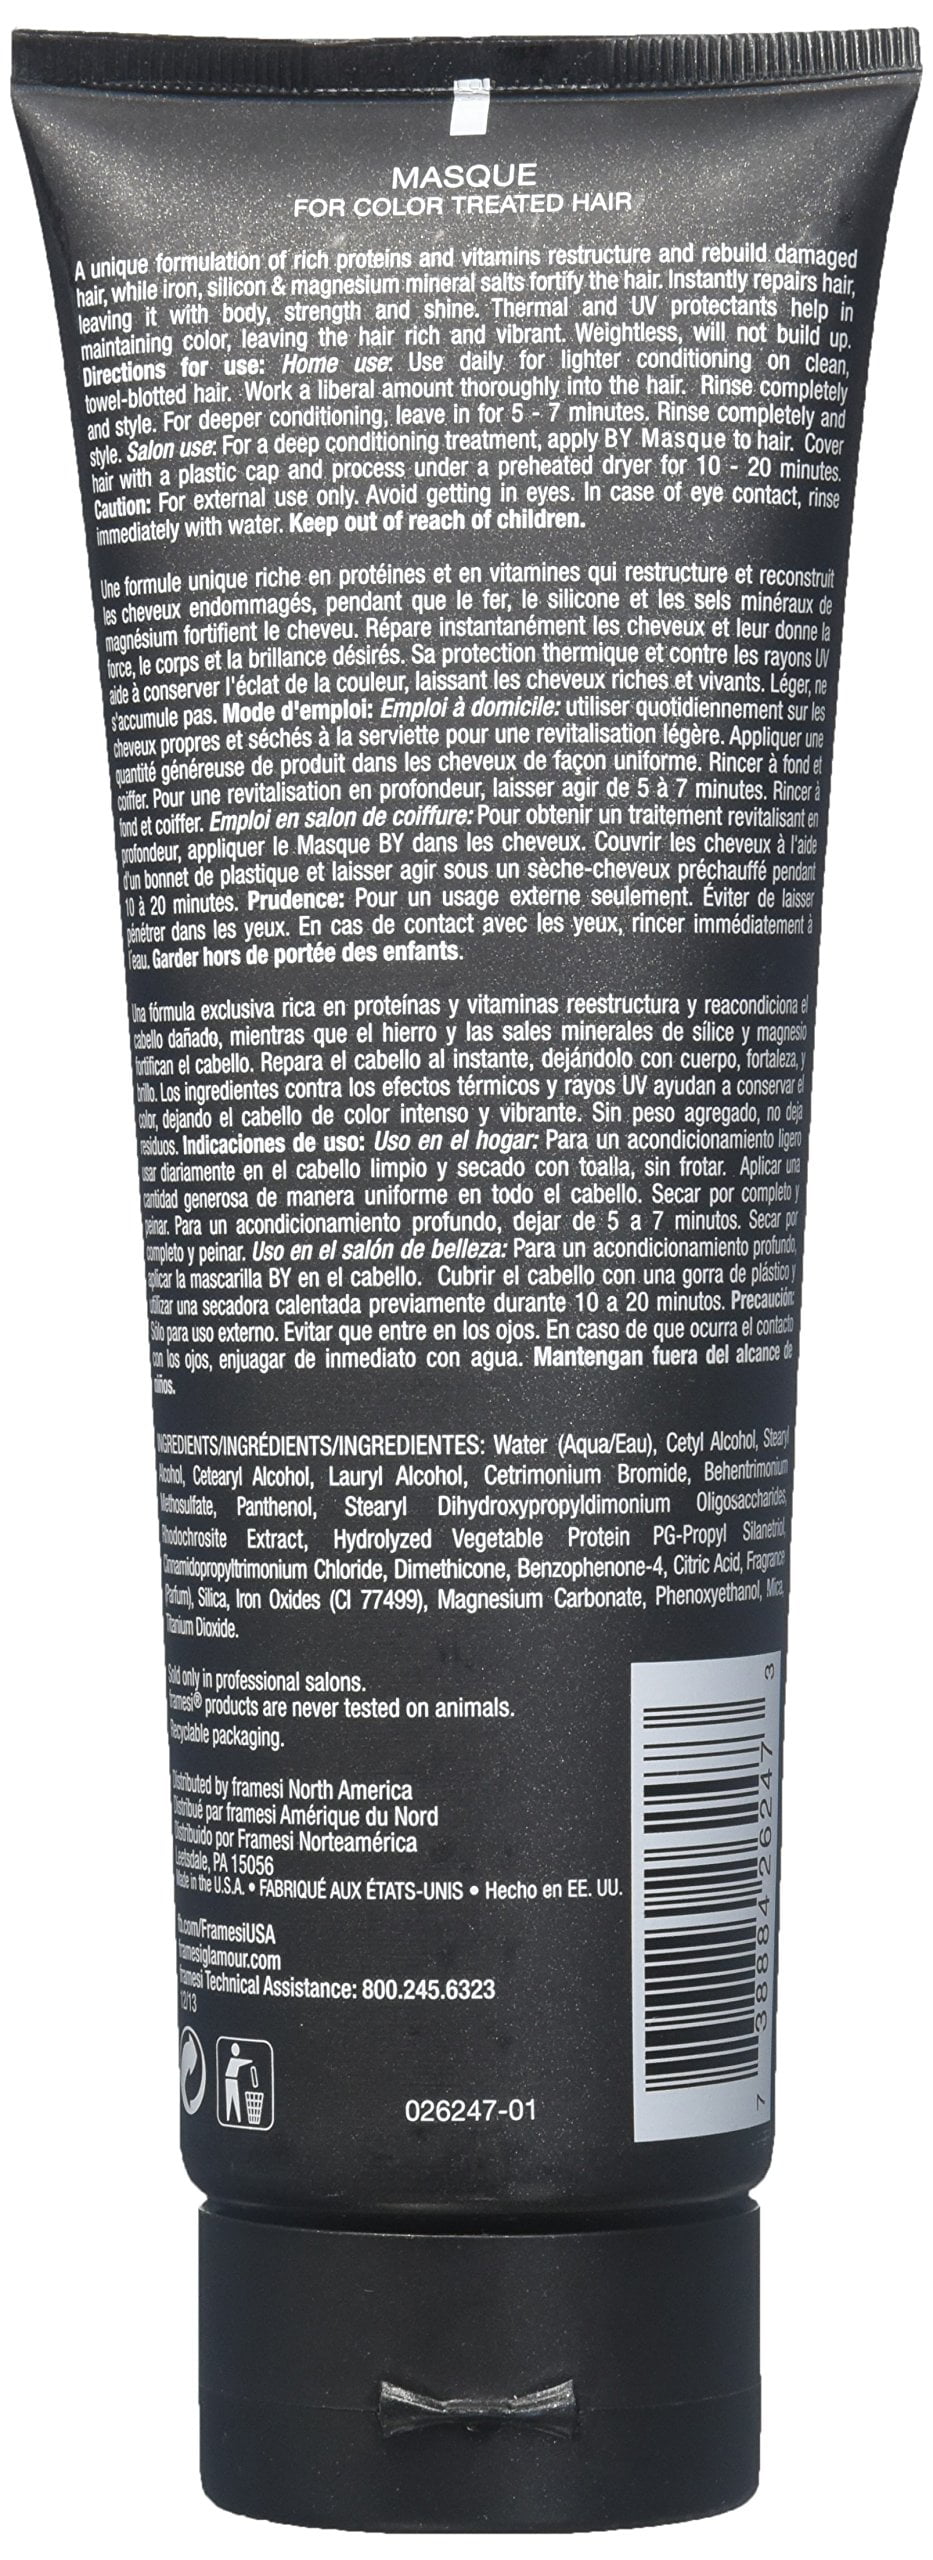 MASQUE
FOR COLOR TREATED HAIR
A unique formulation of rich proteins and vitamins restructure and rebuild damaged
hair, while iron, silicon & magnesium mineral salts fortify the hair. Instantly repairs hair,
leaving it with body, strength and shine. Thermal and UV protectants help in
maintaining color, leaving the hair rich and vibrant. Weightless, will not build up.
Directions for use: Home use: Use daily for lighter conditioning on clean,
towel-blotted hair. Work a liberal amount thoroughly into the hair. Rinse completely
and style. For deeper conditioning, leave in for 5 - 7 minutes. Rinse completely and
style. Salon use: For a deep conditioning treatment, apply BY Masque to hair. Cover
hair with a plastic cap and process under a preheated dryer for 10 - 20 minutes.
Caution: For external use only. Avoid getting in eyes. In case of eye contact, rinse
immediately with water. Keep out of reach of children.
Une formule unique riche en protéines et en vitamines qui restructure et reconstruit
les cheveux endommagés, pendant que le fer, le silicone et les sels minéraux de
magnésium fortifient le cheveu. Répare instantanément les cheveux et leur donne la
force, le corps et la brillance désirés. Sa protection thermique et contre les rayons UV
aide à conserver l'éclat de la couleur, laissant les cheveux riches et vivants. Léger, ne
s'accumule pas. Mode d'emploi: Emploi à domicile: utiliser quotidiennement sur les
cheveux propres et séchés à la serviette pour une revitalisation légère. Appliquer une
quantité généreuse de produit dans les cheveux de façon uniforme. Rincer à fond et
coiffer. Pour une revitalisation en profondeur, laisser agir de 5 à 7 minutes. Rincer à
fond et coiffer. Emploi en salon de coiffure: Pour obtenir un traitement revitalisant en
profondeur, appliquer le Masque BY dans les cheveux. Couvrir les cheveux à l'aide
d'un bonnet de plastique et laisser agir sous un sèche-cheveux préchauffé pendant
10 à 20 minutes. Prudence: Pour un usage externe seulement. Éviter de laisser
pénétrer dans les yeux. En cas de contact avec les yeux, rincer immédiatement à
l'eau. Garder hors de portée des enfants.
Una fórmula exclusiva rica en proteínas y vitaminas reestructura y reacondiciona el
cabello dañado, mientras que el hierro y las sales minerales de sílice y magnesio
fortifican el cabello. Repara el cabello al instante, dejándolo con cuerpo, fortaleza, y
brillo. Los ingredientes contra los efectos térmicos y rayos UV ayudan a conservar el
color, dejando el cabello de color intenso y vibrante. Sin peso agregado, no deja
residuos. Indicaciones de uso: Uso en el hogar: Para un acondicionamiento ligero
usar diariamente en el cabello limpio y secado con toalla, sin frotar. Aplicar una
cantidad generosa de manera uniforme en todo el cabello. Secar por completo y
peinar. Para un acondicionamiento profundo, dejar de 5 a 7 minutos. Secar por
completo y peinar. Uso en el salón de belleza: Para un acondicionamiento profundo,
aplicar la mascarilla BY en el cabello. Cubrir el cabello con una gorra de plástico y
utilizar una secadora calentada previamente durante 10 a 20 minutos. Precaución:
Sólo para uso externo. Evitar que entre en los ojos. En caso de que ocurra el contacto
con los ojos, enjuagar de inmediato con agua. Mantengan fuera del alcance de
niños.
INGREDIENTS/INGRÉDIENTS/INGREDIENTES: Water (Aqua/Eau), Cetyl Alcohol, Stearyl
Alcohol, Cetearyl Alcohol, Lauryl Alcohol, Cetrimonium Bromide, Behentrimonium
Methosulfate, Panthenol, Stearyl Dihydroxypropyldimonium Oligosaccharides,
Rhodochrosite Extract, Hydrolyzed Vegetable Protein PG-Propyl Silanetriol,
Cinnamidopropyltrimonium Chloride, Dimethicone, Benzophenone-4, Citric Acid, Fragrance
(Parfum), Silica, Iron Oxides (CI 77499), Magnesium Carbonate, Phenoxyethanol, Mica,
Titanium Dioxide.
Sold only in professional salons.
framesi® products are never tested on animals.
Recyclable packaging.
Distributed by framesi North America
Distribué par framesi Amérique du Nord
Distribuido por Framesi Norteamérica
Leetsdale, PA 15056
Made in the U.S.A. • FABRIQUÉ AUX ÉTATS-UNIS • Hecho en EE. UU.
fb.com/FramesiUSA
framesiglamour.com
framesi Technical Assistance: 800.245.6323
12/13
026247-01
7 38884 26247 3